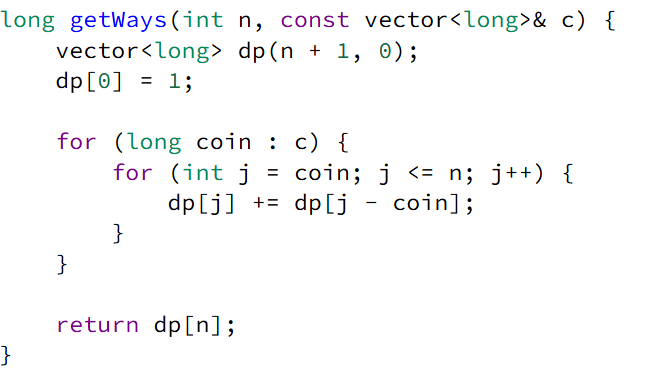 long getWays(int n, const vector<long>& c) {
    vector<long> dp(n + 1, 0);
    dp[0] = 1;

    for (long coin : c) {
        for (int j = coin; j <= n; j++) {
            dp[j] += dp[j - coin];
        }
    }

    return dp[n];
}